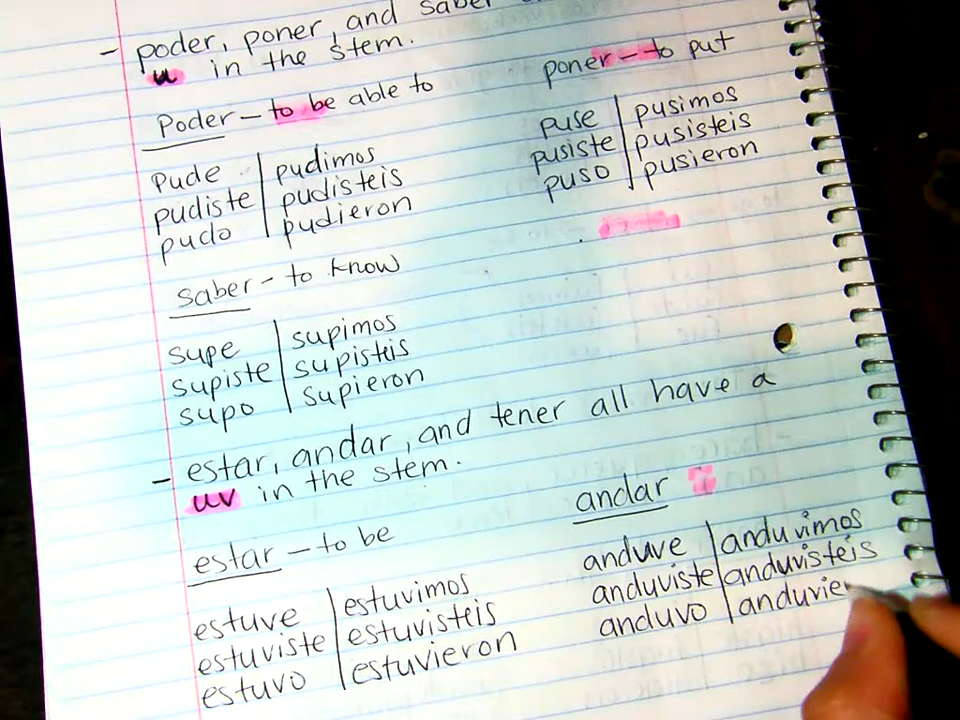 - poder, poner, and saber
u in the stem.
Poder - to be able to
pude | pudimos
pudiste | pudisteis
pudo | pudieron
poner - to put
puse | pusimos
pusiste | pusisteis
puso | pusieron
saber - to know
supe | supimos
supiste | supisteis
supo | supieron
- estar, andar, and tener all have a
uv in the stem.
estar - to be
estuve | estuvimos
estuviste | estuvisteis
estuvo | estuvieron
andar
anduve | anduvimos
anduviste | anduvisteis
anduvo | anduvier